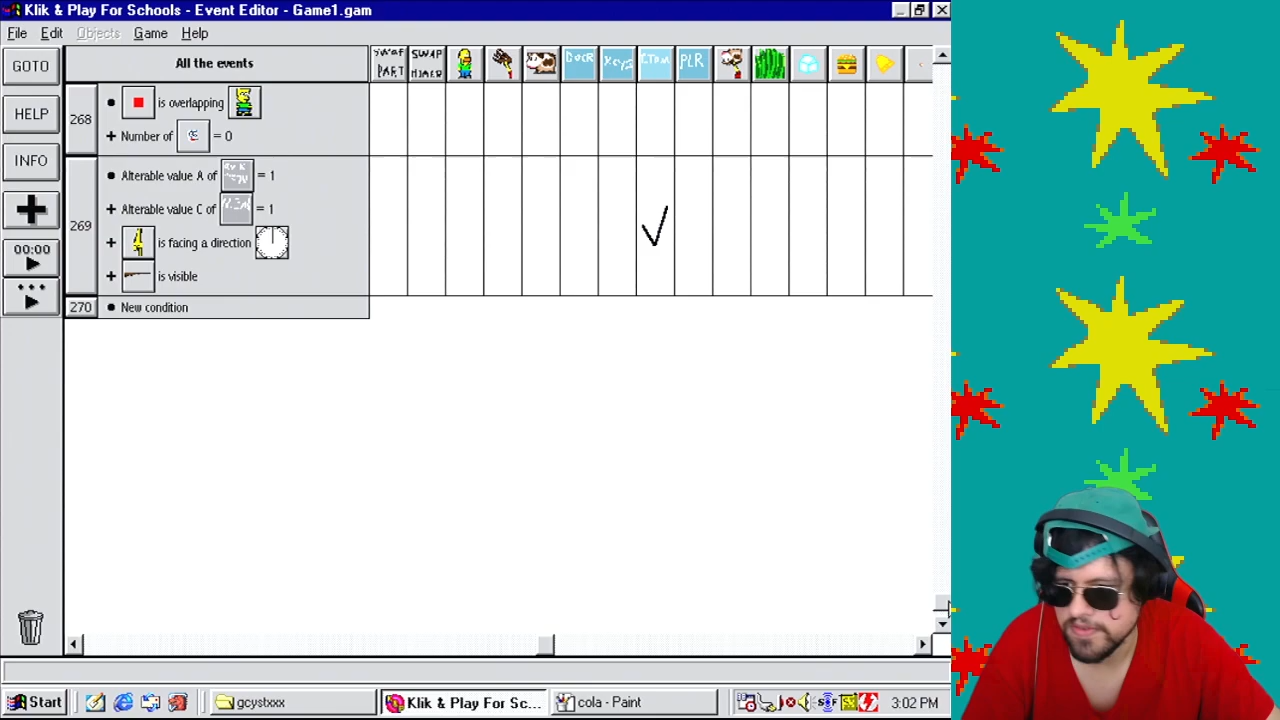 Klik & Play For Schools - Event Editor - Game1.gam
File Edit Objects Game Help
GOTO
All the events
SWAP PART
SWAP
DOOR
KEYS
PLR
HELP
268
• is overlapping
+ Number of = 0
INFO
269
• Alterable value A of = 1
+ Alterable value C of = 1
+ is facing a direction
+ is visible
00:00
270
• New condition
Start
gcystxxx
Klik & Play For Sc...
cola - Paint
3:02 PM